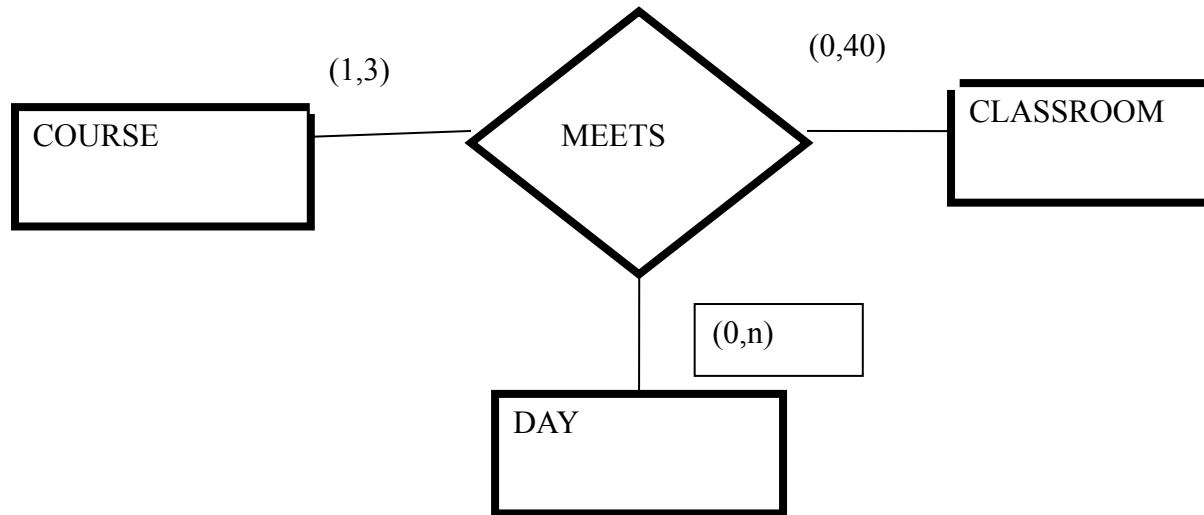 (0,40)
(1,3)
CLASSROOM
COURSE
MEETS
(0,n)
DAY